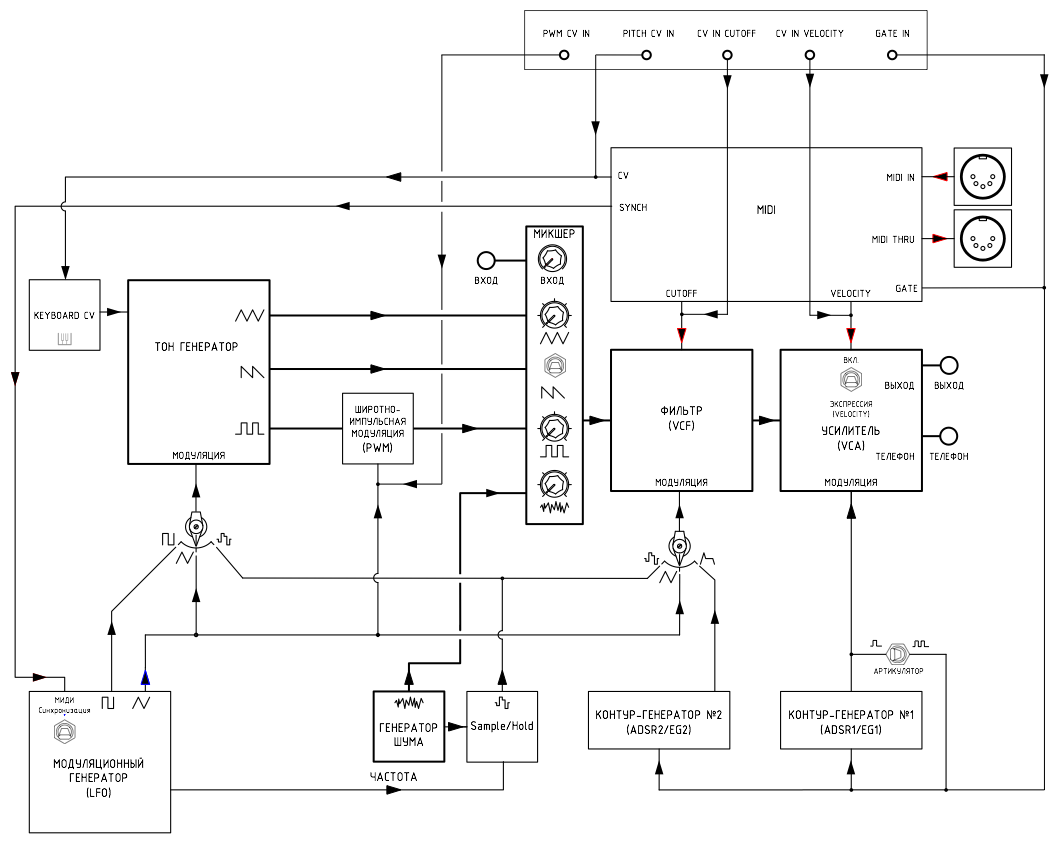 PWM CV IN
PITCH CV IN
CV IN CUTOFF
CV IN VELOCITY
GATE IN
CV
SYNCH
MIDI
MIDI IN
MIDI THRU
GATE
CUTOFF
VELOCITY
KEYBOARD CV
ТОН ГЕНЕРАТОР
МОДУЛЯЦИЯ
ШИРОТНО-
ИМПУЛЬСНАЯ
МОДУЛЯЦИЯ
(PWM)
МИКШЕР
ВХОД
ВХОД
ФИЛЬТР
(VCF)
МОДУЛЯЦИЯ
ВКЛ.
ЭКСПРЕССИЯ
(VELOCITY)
УСИЛИТЕЛЬ
(VCA)
ВЫХОД
ТЕЛЕФОН
МОДУЛЯЦИЯ
ВЫХОД
ТЕЛЕФОН
АРТИКУЛЯТОР
МИДИ
Синхронизация
МОДУЛЯЦИОННЫЙ
ГЕНЕРАТОР
(LFO)
ЧАСТОТА
ГЕНЕРАТОР
ШУМА
Sample/Hold
КОНТУР-ГЕНЕРАТОР №2
(ADSR2/EG2)
КОНТУР-ГЕНЕРАТОР №1
(ADSR1/EG1)